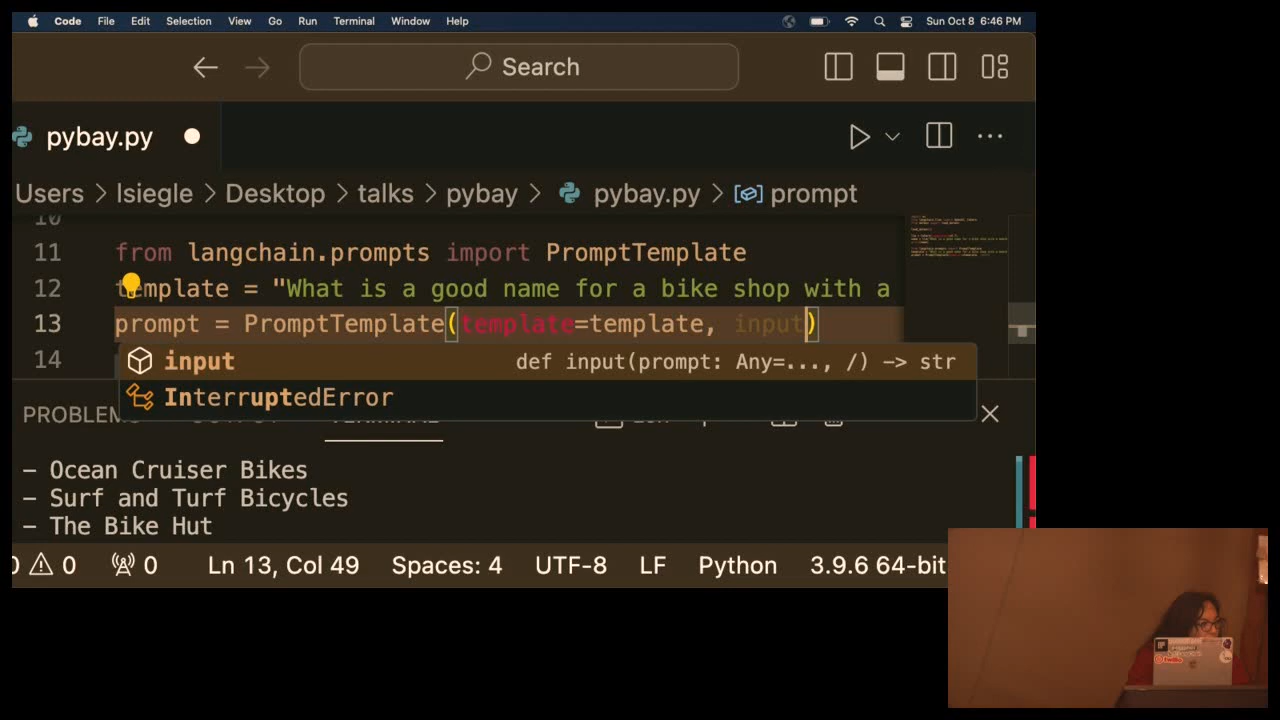 Code File Edit Selection View Go Run Terminal Window Help Sun Oct 8 6:46 PM
Search
pybay.py
Users > lsiegle > Desktop > talks > pybay > pybay.py > prompt
10
11 from langchain.prompts import PromptTemplate
12 template = "What is a good name for a bike shop with a
13 prompt = PromptTemplate(template=template, input)
14
input def input(prompt: Any=..., /) -> str
InterruptedError
PROBLEMS OUTPUT TERMINAL
- Ocean Cruiser Bikes
- Surf and Turf Bicycles
- The Bike Hut
0 0 0 Ln 13, Col 49 Spaces: 4 UTF-8 LF Python 3.9.6 64-bit